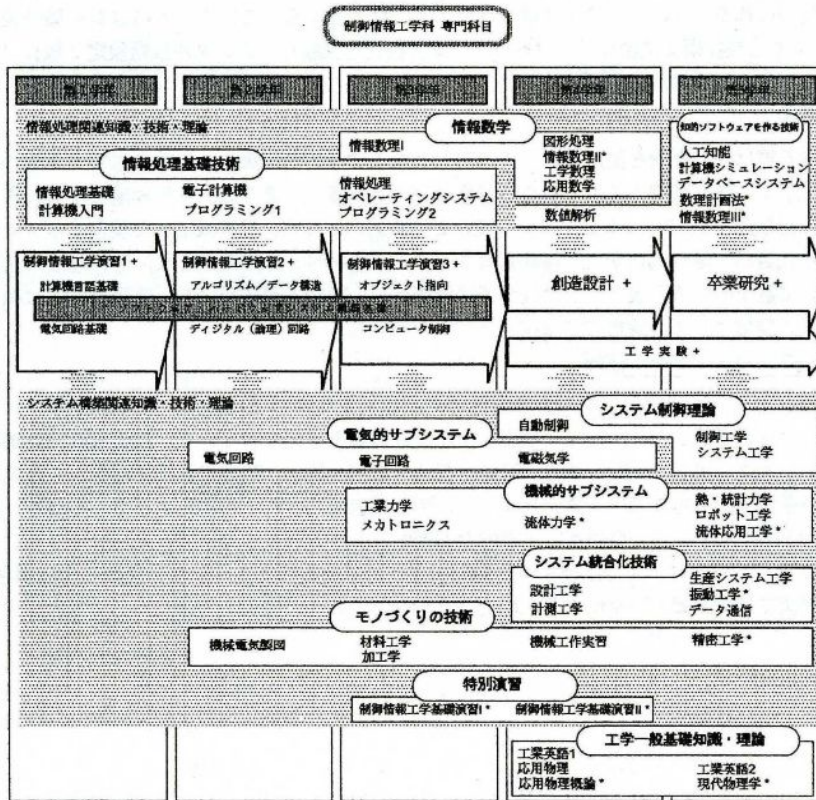 制御情報工学科 専門科目
第1学年 第2学年 第3学年 第4学年 第5学年
情報処理関連知識・技術・理論
情報数学
知的ソフトウェアを作る技術
情報数理I
図形処理
情報数理II*
工学数理
応用数学
人工知能
計算機シミュレーション
データベースシステム
数理計画法*
情報数理III*
情報処理基礎技術
情報処理基礎
計算機入門
電子計算機
プログラミング1
情報処理
オペレーティングシステム
プログラミング2
数値解析
制御情報工学演習1 +
計算機言語基礎
電気回路基礎
制御情報工学演習2 +
アルゴリズム/データ構造
ディジタル(論理)回路
制御情報工学演習3 +
オブジェクト指向
コンピュータ制御
創造設計 +
卒業研究 +
工 学 実 験 +
システム構築関連知識・技術・理論
システム制御理論
自動制御
制御工学
システム工学
電気的サブシステム
電気回路
電子回路
電磁気学
機械的サブシステム
工業力学
メカトロニクス
流体力学*
熱・統計力学
ロボット工学
流体応用工学*
システム統合化技術
設計工学
計測工学
生産システム工学
振動工学*
データ通信
モノづくりの技術
機械電気製図
材料工学
加工学
機械工作実習
精密工学*
特別演習
制御情報工学基礎演習I*
制御情報工学基礎演習II*
工学一般基礎知識・理論
工業英語1
応用物理
応用物理概論*
工業英語2
現代物理学*